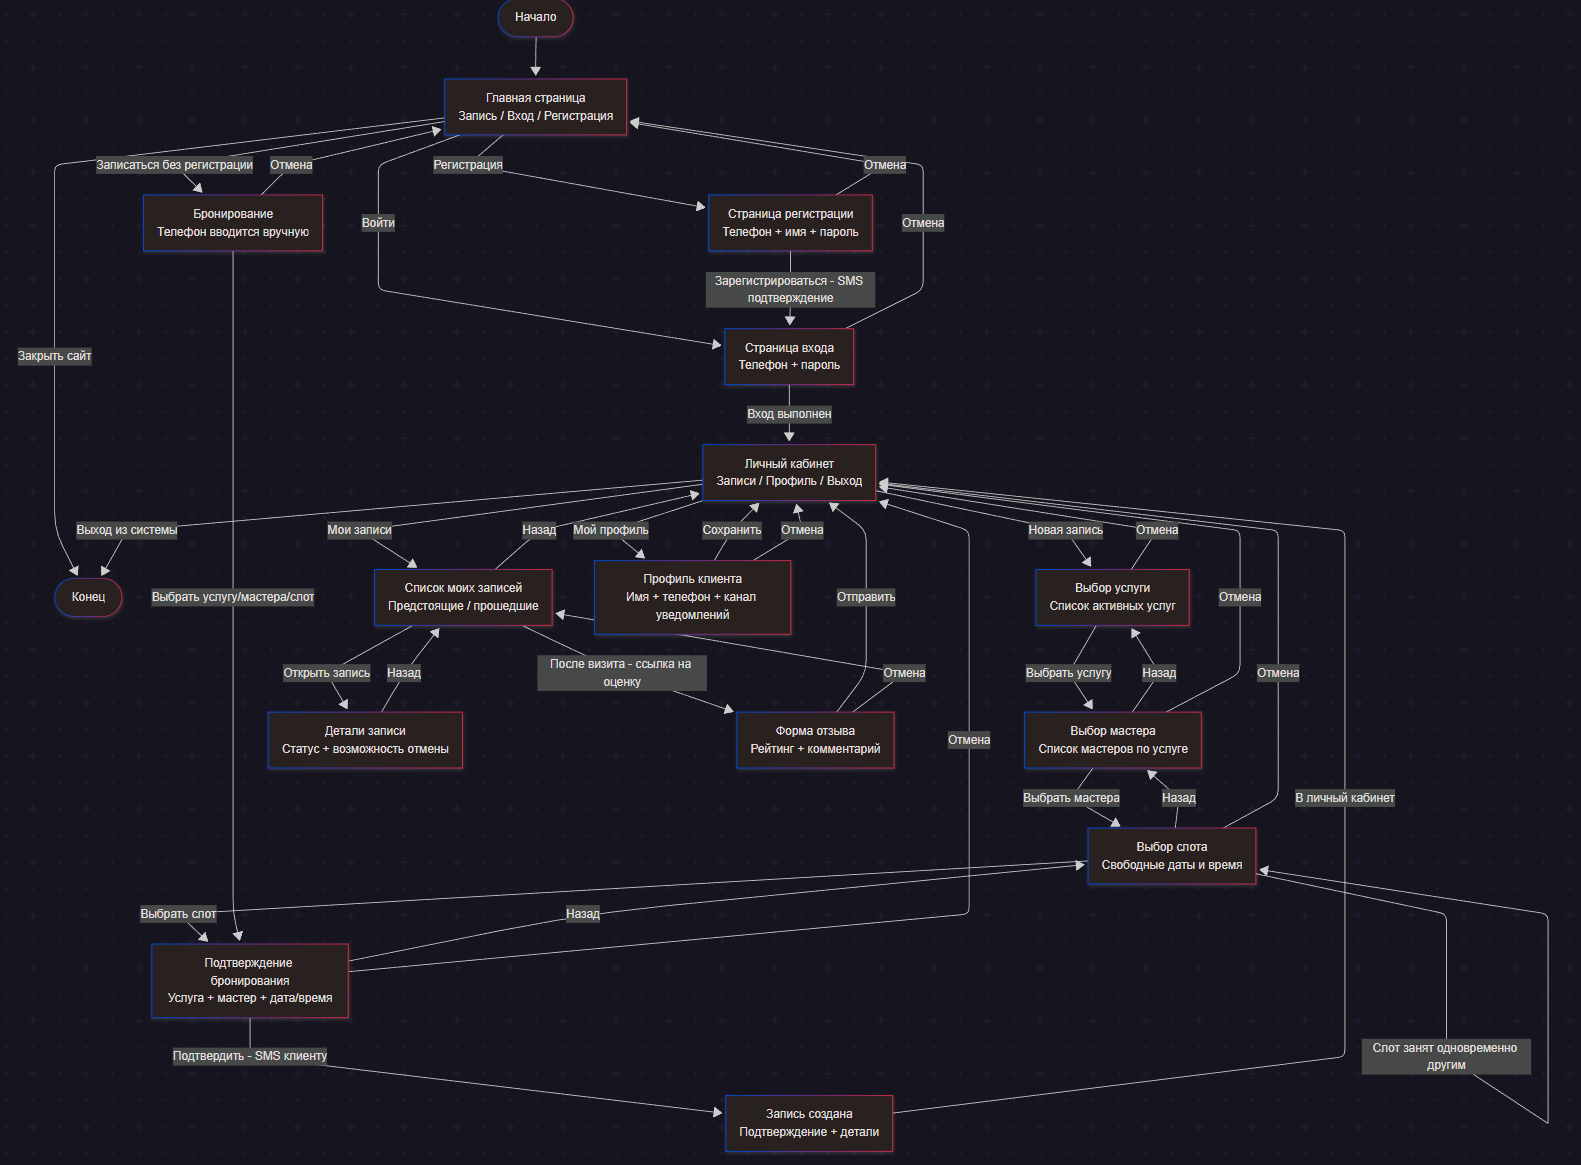 Начало
Главная страница
Запись / Вход / Регистрация
Записаться без регистрации
Отмена
Регистрация
Отмена
Бронирование
Телефон вводится вручную
Войти
Страница регистрации
Телефон + имя + пароль
Отмена
Зарегистрироваться - SMS
подтверждение
Закрыть сайт
Страница входа
Телефон + пароль
Вход выполнен
Личный кабинет
Записи / Профиль / Выход
Выход из системы
Мои записи
Назад
Мой профиль
Сохранить
Отмена
Новая запись
Отмена
Конец
Выбрать услугу/мастера/слот
Список моих записей
Предстоящие / прошедшие
Профиль клиента
Имя + телефон + канал
уведомлений
Отправить
Выбор услуги
Список активных услуг
Отмена
Открыть запись
Назад
После визита - ссылка на
оценку
Отмена
Выбрать услугу
Назад
Отмена
Детали записи
Статус + возможность отмены
Форма отзыва
Рейтинг + комментарий
Отмена
Выбор мастера
Список мастеров по услуге
Выбрать мастера
Назад
В личный кабинет
Выбор слота
Свободные даты и время
Выбрать слот
Назад
Подтверждение
бронирования
Услуга + мастер + дата/время
Подтвердить - SMS клиенту
Слот занят одновременно
другим
Запись создана
Подтверждение + детали